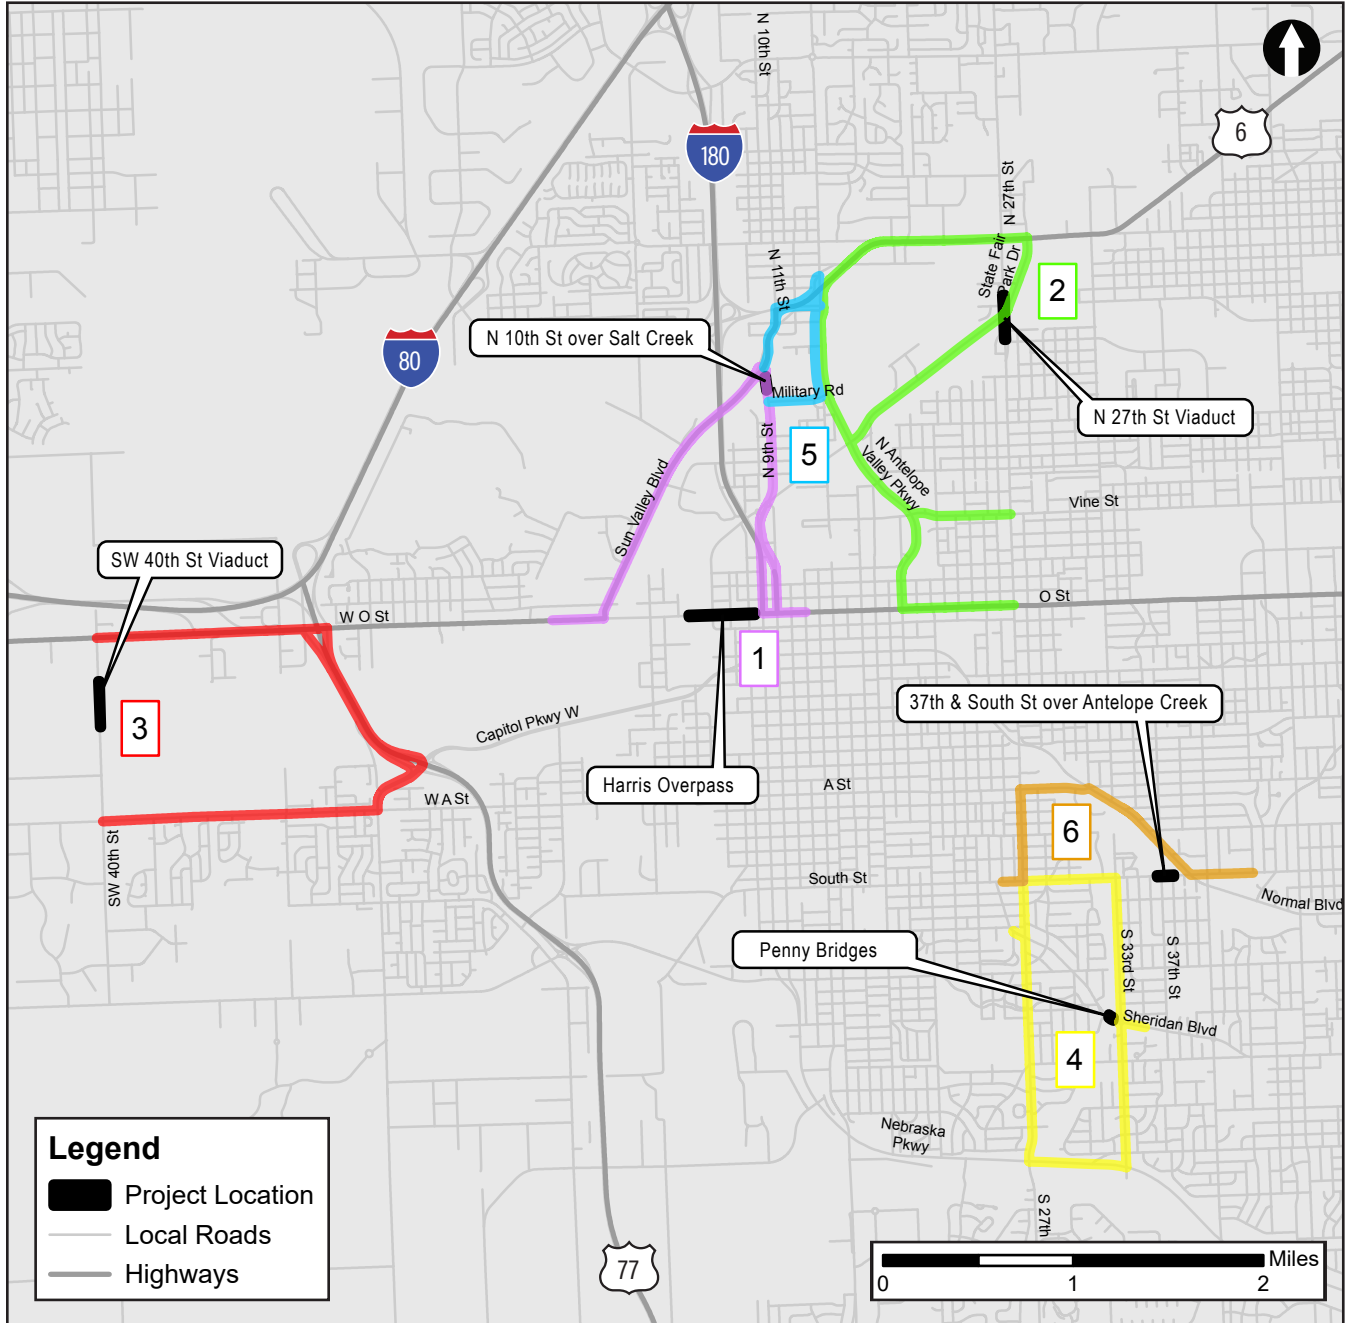 N 10th St
6
180
N 27th St
State Fair
Park Dr
2
N 11th St
N 10th St over Salt Creek
80
Military Rd
N 27th St Viaduct
5
N 9th St
N Antelope
Valley Pkwy
Sun Valley Blvd
Vine St
SW 40th St Viaduct
W O St
O St
1
3
37th & South St over Antelope Creek
Capitol Pkwy W
Harris Overpass
A St
W A St
6
SW 40th St
South St
Normal Blvd
Penny Bridges
S 33rd St
S 37th St
Sheridan Blvd
4
Nebraska
Pkwy
S 27th
77
Legend
Project Location
Local Roads
Highways
Miles
0
1
2